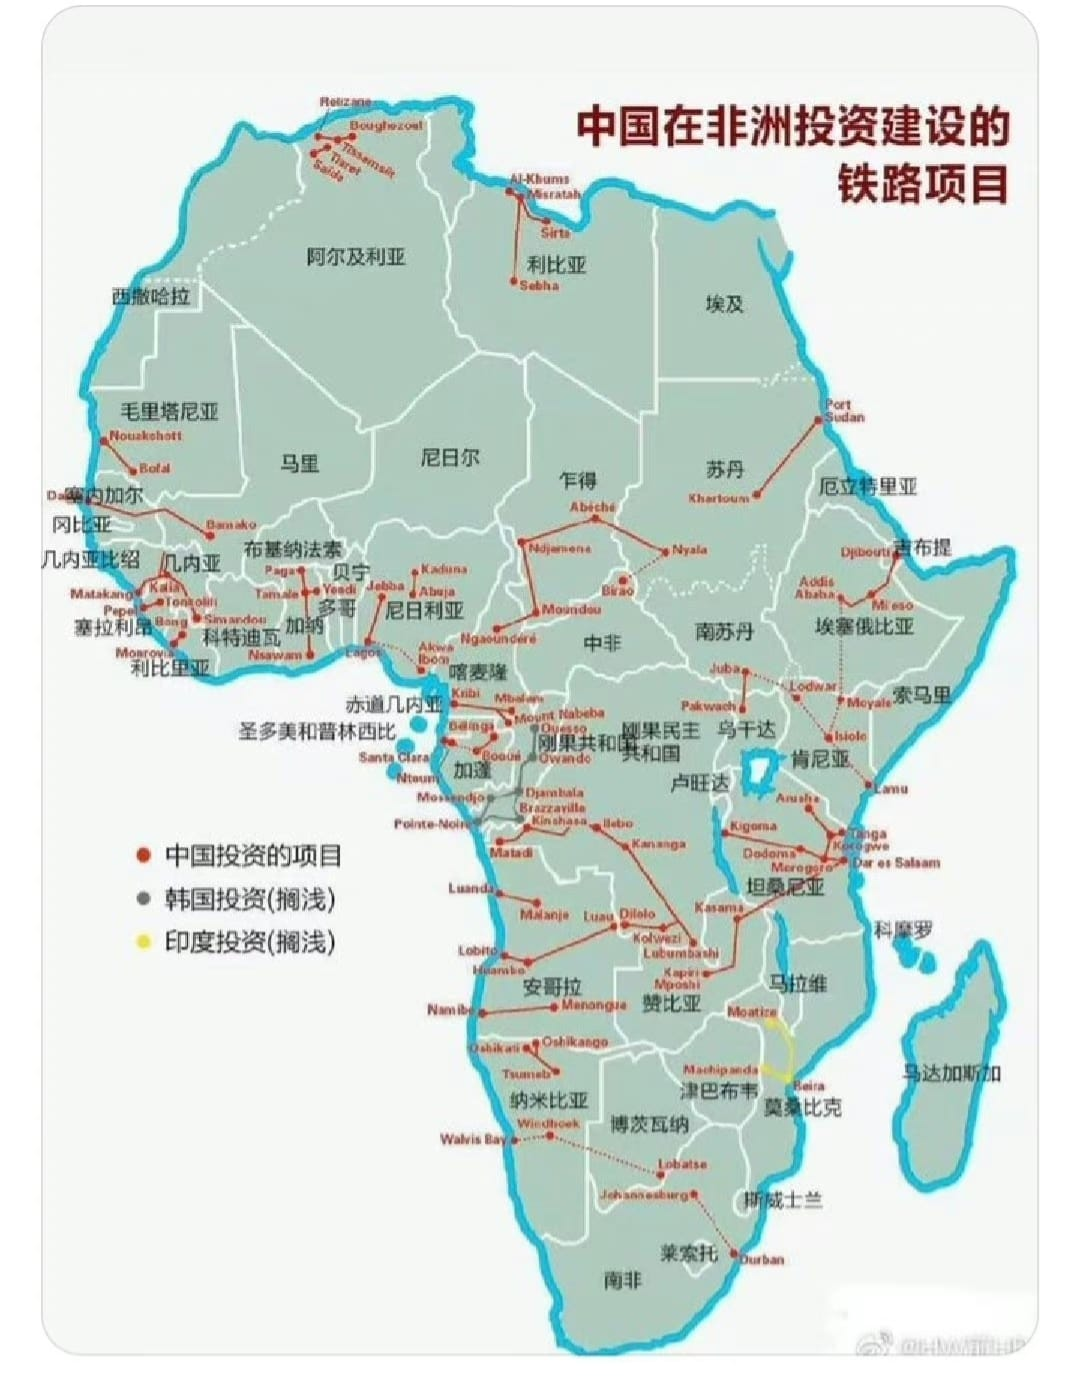 中国在非洲投资建设的
铁路项目
Relizane
Boughezoul
Tissemsilt
Tiaret
Saida
Al-Khums
Misratah
Sirte
Sebha
阿尔及利亚
利比亚
埃及
西撒哈拉
毛里塔尼亚
Nouakchott
Bofal
马里
尼日尔
乍得
苏丹
Port
Sudan
Khartoum
厄立特里亚
塞内加尔
Bamako
冈比亚
几内亚比绍
几内亚
布基纳法索
贝宁
Abéché
Ndjamena
Nyala
Birao
Djibouti
吉布提
Addis
Ababa
Mi'eso
埃塞俄比亚
Matakang
Kalia
Pepel
Tonkolili
Simandou
Bong
塞拉利昂
Monrovia
利比里亚
科特迪瓦
Paga
Tamale
Yendi
加纳
多哥
Nsawam
Jebba
Kaduna
Abuja
尼日利亚
Lagos
Akwa
Ibom
Moundou
Ngaoundéré
中非
南苏丹
Juba
Pakwach
Lodwar
Moyale
索马里
Isiolo
Lamu
喀麦隆
赤道几内亚
圣多美和普林西比
Kribi
Mbalam
Mount Nabeba
Ouesso
Belinga
Booué
Owando
Santa Clara
Ntoum
加蓬
刚果共和国
刚果民主
共和国
乌干达
肯尼亚
卢旺达
Mossendjo
Djambala
Brazzaville
Pointe-Noire
Kinshasa
Ilebo
Matadi
Kananga
Arusha
Kigoma
Tanga
Korogwe
Dodoma
Morogoro
Dar es Salaam
坦桑尼亚
中国投资的项目
韩国投资(搁浅)
印度投资(搁浅)
Luanda
Malanje
Luau
Dilolo
Kolwezi
Lubumbashi
Kasama
Kapiri
Mposhi
Lobito
Huambo
安哥拉
赞比亚
马拉维
科摩罗
Namibe
Menongue
Moatize
Oshikati
Oshikango
Tsumeb
纳米比亚
Machipanda
Beira
津巴布韦
莫桑比克
马达加斯加
博茨瓦纳
Walvis Bay
Windhoek
Lobatse
Johannesburg
斯威士兰
莱索托
Durban
南非